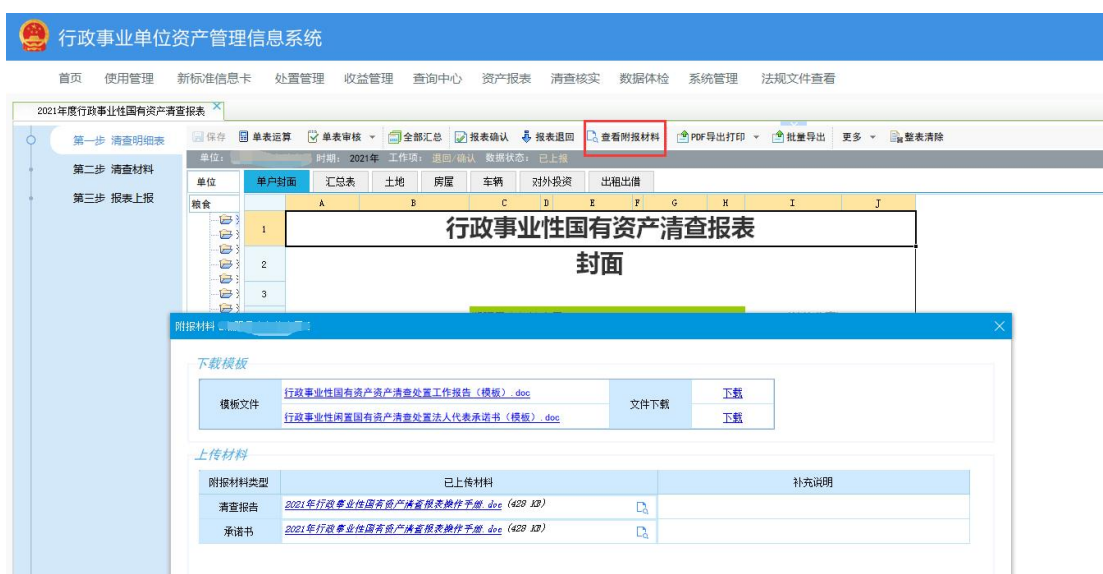 行政事业单位资产管理信息系统
首页 使用管理 新标准信息卡 处置管理 收益管理 查询中心 资产报表 清查核实 数据体检 系统管理 法规文件查看
2021年度行政事业性国有资产清查报表 ×
第一步 清查明细表
第二步 清查材料
第三步 报表上报
保存 单表运算 单表审核 全部汇总 报表确认 报表退回 查看附报材料 PDF导出打印 批量导出 更多 整表清除
单位: 时期: 2021年 工作项: 退回/确认 数据状态: 已上报
单位 单户封面 汇总表 土地 房屋 车辆 对外投资 出租出借
粮食 A B C D E F G H I J
1 行政事业性国有资产清查报表
2 封面
3
附报材料
下载模板
模板文件 行政事业性国有资产资产清查处置工作报告（模板）.doc 文件下载 下载
行政事业性闲置国有资产清查处置法人代表承诺书（模板）.doc 下载
上传材料
附报材料类型 已上传材料 补充说明
清查报告 2021年行政事业性国有资产清查报表操作手册.doc (428 KB)
承诺书 2021年行政事业性国有资产清查报表操作手册.doc (428 KB)